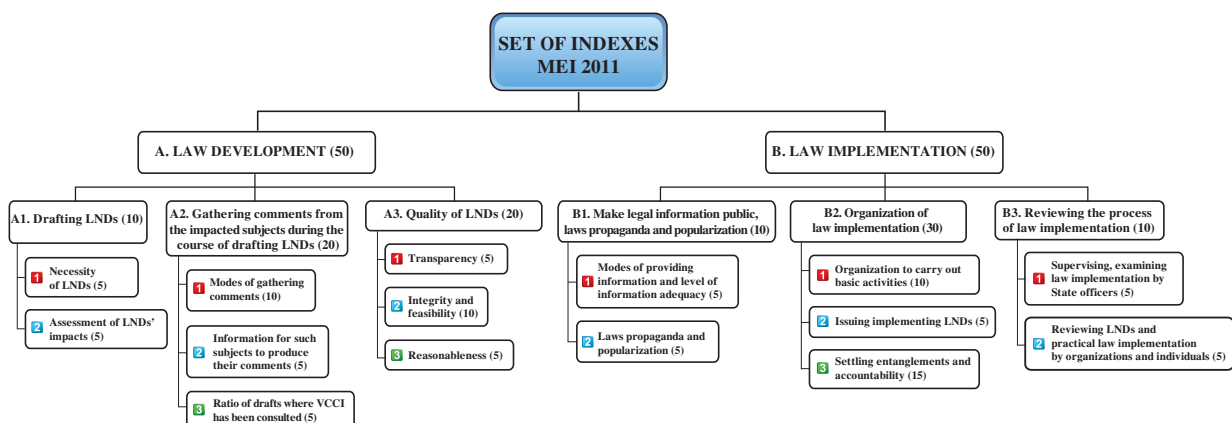 SET OF INDEXES
MEI 2011
A. LAW DEVELOPMENT (50)
B. LAW IMPLEMENTATION (50)
A1. Drafting LNDs (10)
1 Necessity
of LNDs (5)
2 Assessment of LNDs'
impacts (5)
A2. Gathering comments from
the impacted subjects during the
course of drafting LNDs (20)
1 Modes of gathering
comments (10)
2 Information for such
subjects to produce
their comments (5)
3 Ratio of drafts where VCCI
has been consulted (5)
A3. Quality of LNDs (20)
1 Transparency (5)
2 Integrity and
feasibility (10)
3 Reasonableness (5)
B1. Make legal information public,
laws propaganda and popularization (10)
1 Modes of providing
information and level of
information adequacy (5)
2 Laws propaganda and
popularization (5)
B2. Organization of
law implementation (30)
1 Organization to carry out
basic activities (10)
2 Issuing implementing LNDs (5)
3 Settling entanglements and
accountability (15)
B3. Reviewing the process
of law implementation (10)
1 Supervising, examining
law implementation by
State officers (5)
2 Reviewing LNDs and
practical law implementation
by organizations and individuals (5)